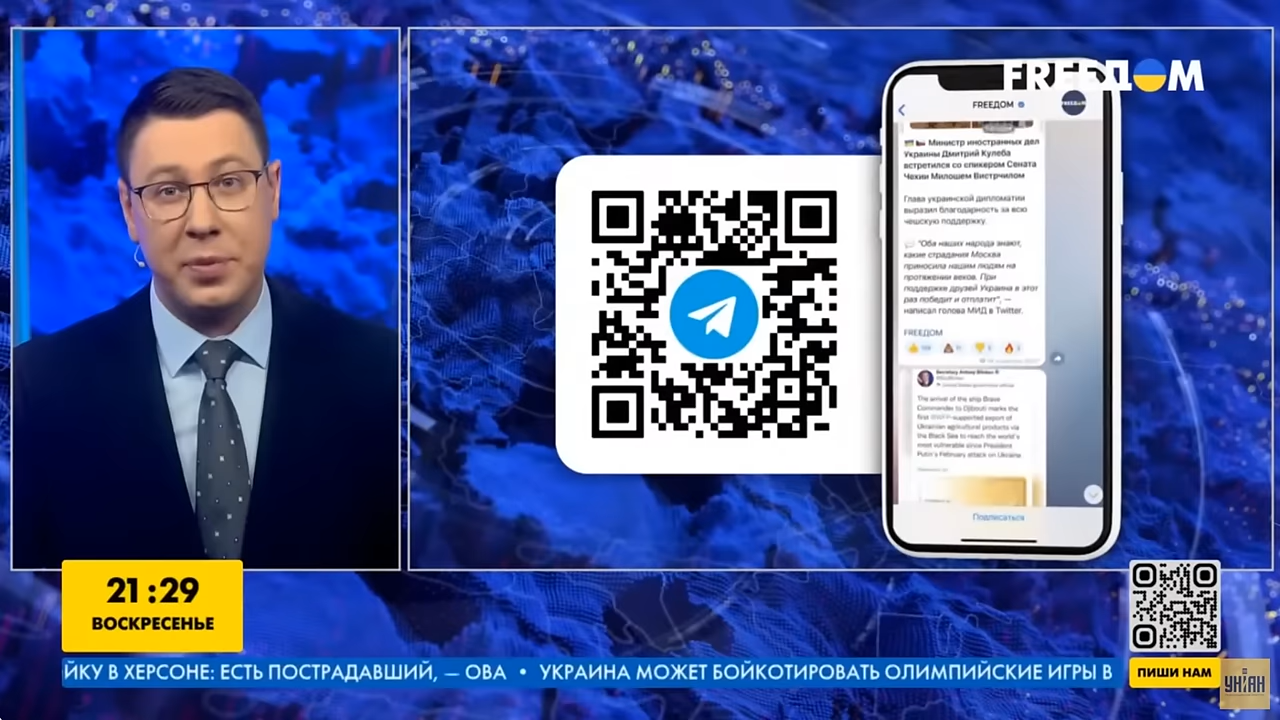 FREEДОМ
FREEДОМ
Министр иностранных дел
Украины Дмитрий Кулеба
встретился со спикером Сената
Чехии Милошем Вистрчилом
Глава украинской дипломатии
выразил благодарность за всю
чешскую поддержку.
"Оба наших народа знают,
какие страдания Москва
приносила нашим людям на
протяжении веков. При
поддержке друзей Украина в этот
раз победит и отплатит", —
написал голова МИД в Twitter.
FREEДОМ
Secretary Antony Blinken
The arrival of the ship Brave
Commander to Djibouti marks the
first @WFP-supported export of
Ukrainian agricultural products via
the Black Sea to reach the world's
most vulnerable since President
Putin's February attack on Ukraine.
Подписаться
21:29
ВОСКРЕСЕНЬЕ
ЙКУ В ХЕРСОНЕ: ЕСТЬ ПОСТРАДАВШИЙ, — ОВА • УКРАИНА МОЖЕТ БОЙКОТИРОВАТЬ ОЛИМПИЙСКИЕ ИГРЫ В
ПИШИ НАМ
УНІАН